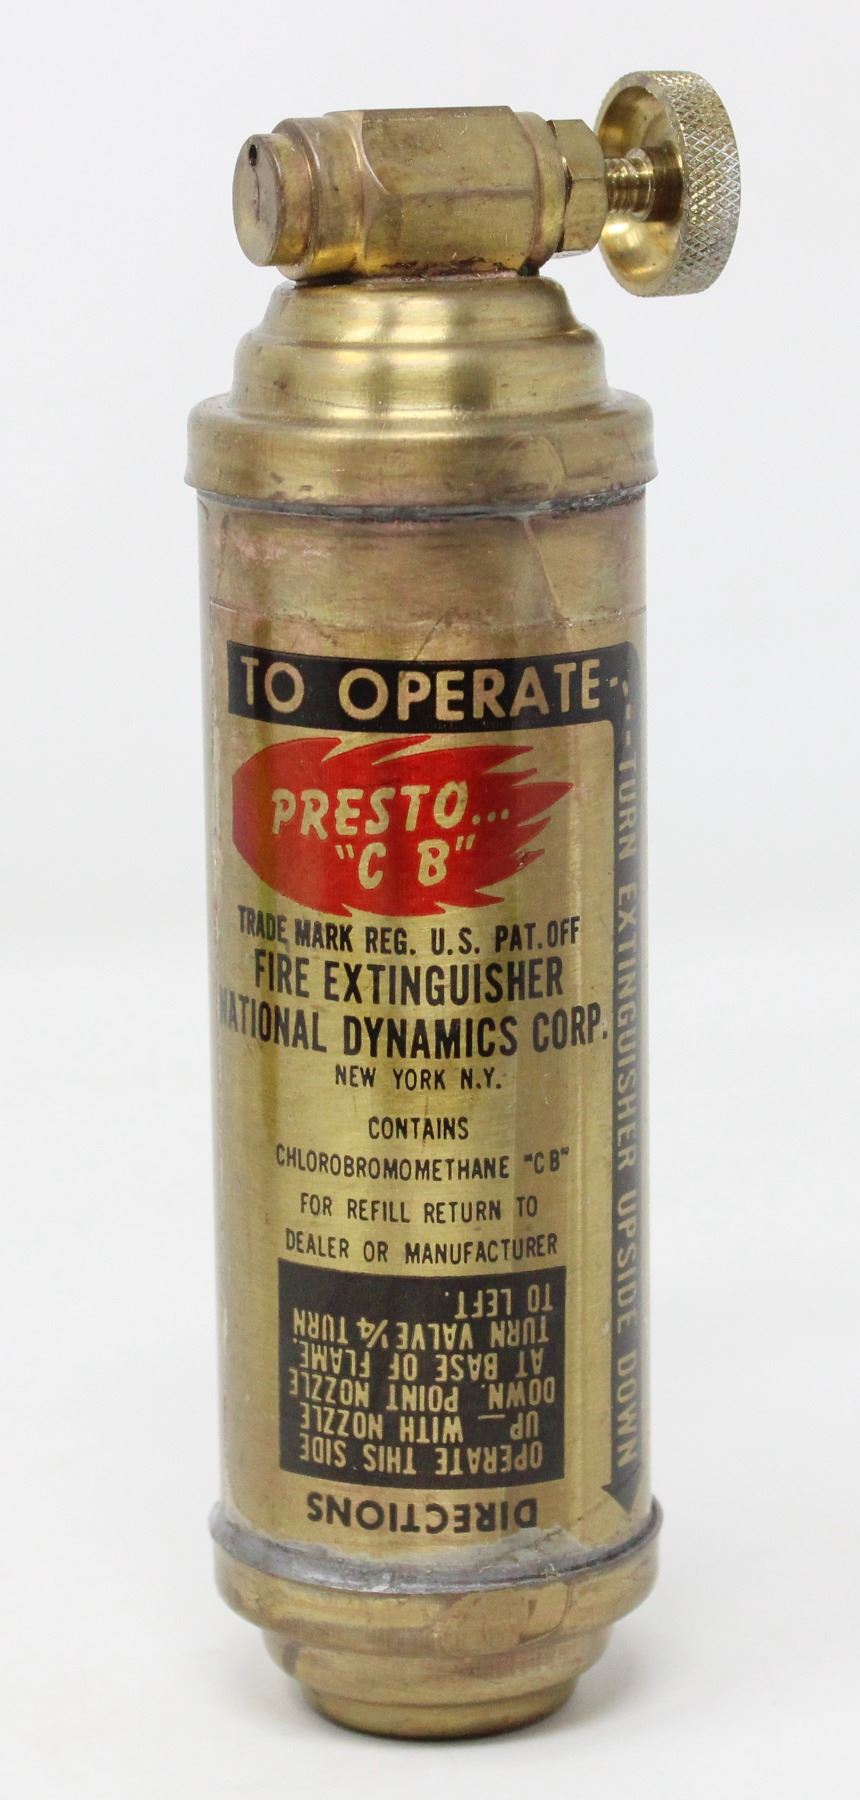 TO OPERATE...
TURN EXTINGUISHER UPSIDE DOWN
PRESTO...
"C B"
TRADE MARK REG. U.S. PAT. OFF
FIRE EXTINGUISHER
NATIONAL DYNAMICS CORP.
NEW YORK N.Y.
CONTAINS
CHLOROBROMOMETHANE "CB"
FOR REFILL RETURN TO
DEALER OR MANUFACTURER
DIRECTIONS
OPERATE THIS SIDE
UP — WITH NOZZLE
DOWN. POINT NOZZLE
AT BASE OF FLAME.
TURN VALVE 1/4 TURN
TO LEFT.